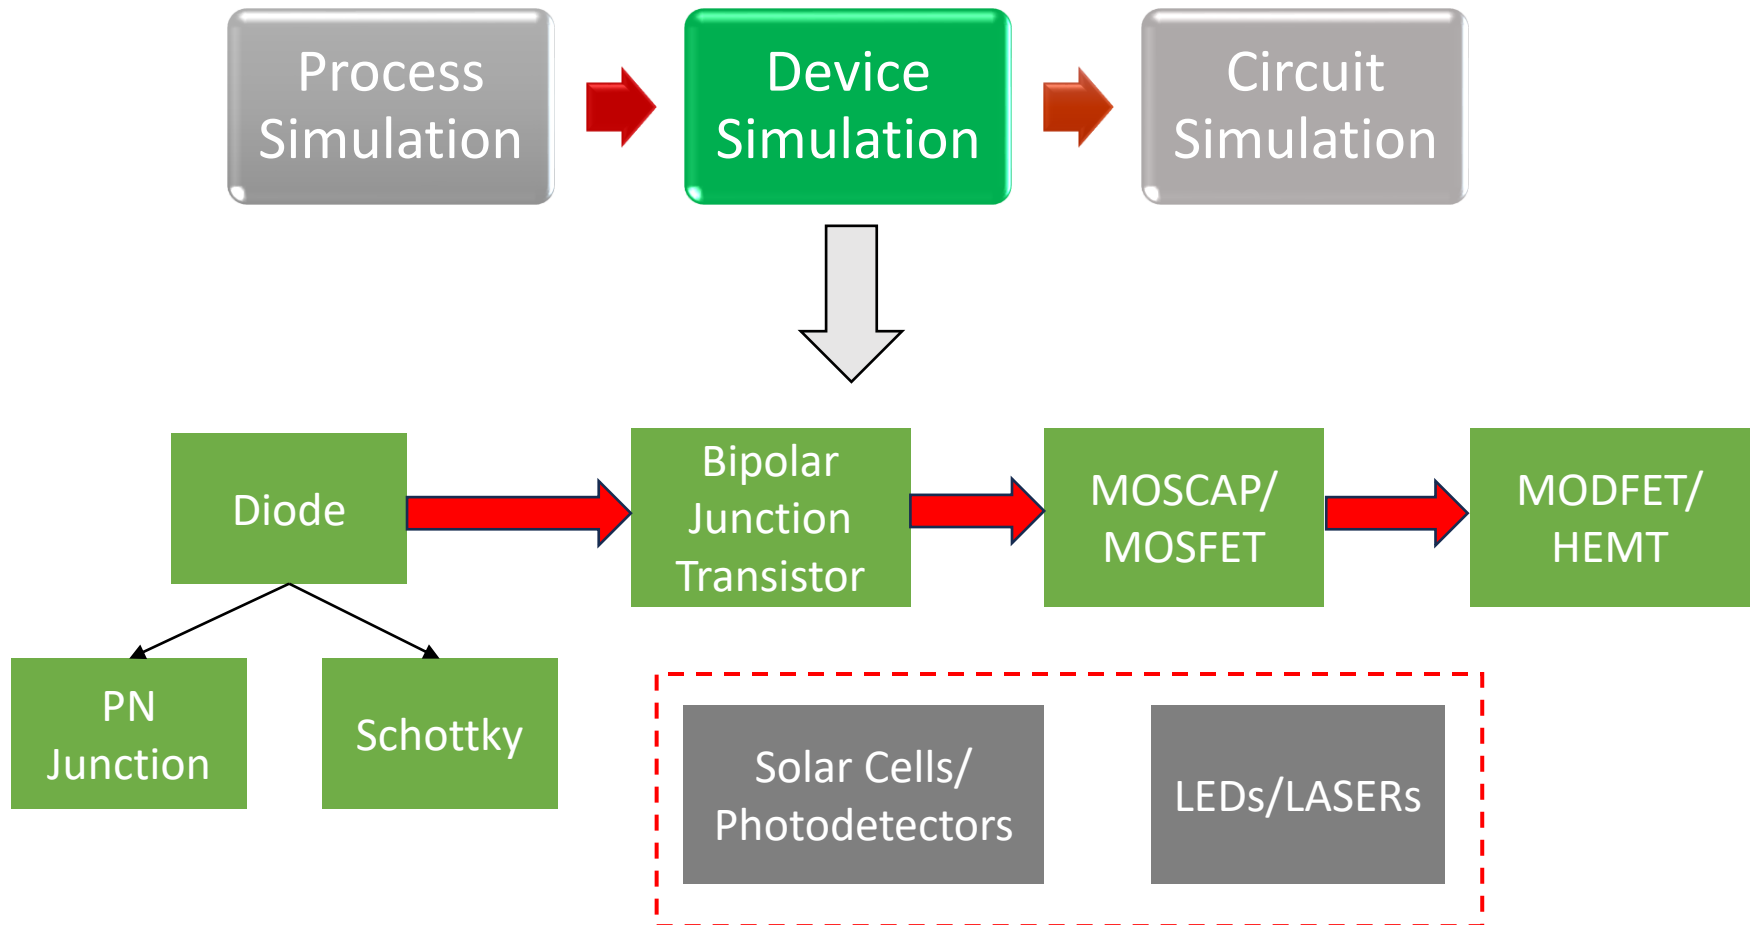 Process
Simulation
Device
Simulation
Circuit
Simulation
Diode
Bipolar
Junction
Transistor
MOSCAP/
MOSFET
MODFET/
HEMT
PN
Junction
Schottky
Solar Cells/
Photodetectors
LEDs/LASERs